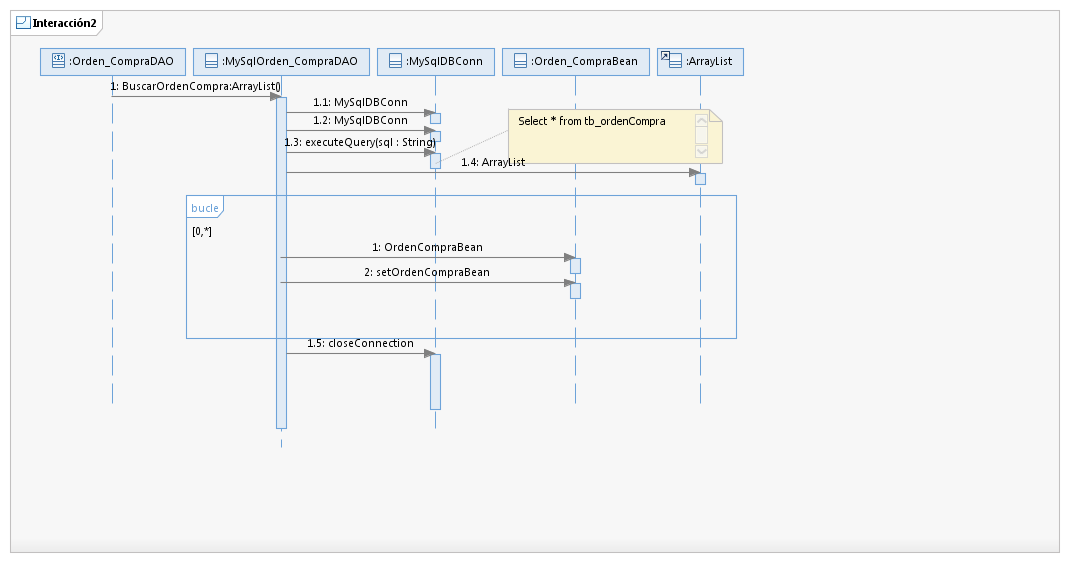 Interacción2
:Orden_CompraDAO
:MySqlOrden_CompraDAO
:MySqlDBConn
:Orden_CompraBean
:ArrayList
1: BuscarOrdenCompra:ArrayList()
1.1: MySqlDBConn
1.2: MySqlDBConn
Select * from tb_ordenCompra
1.3: executeQuery(sql : String)
1.4: ArrayList
bucle
[0,*]
1: OrdenCompraBean
2: setOrdenCompraBean
1.5: closeConnection